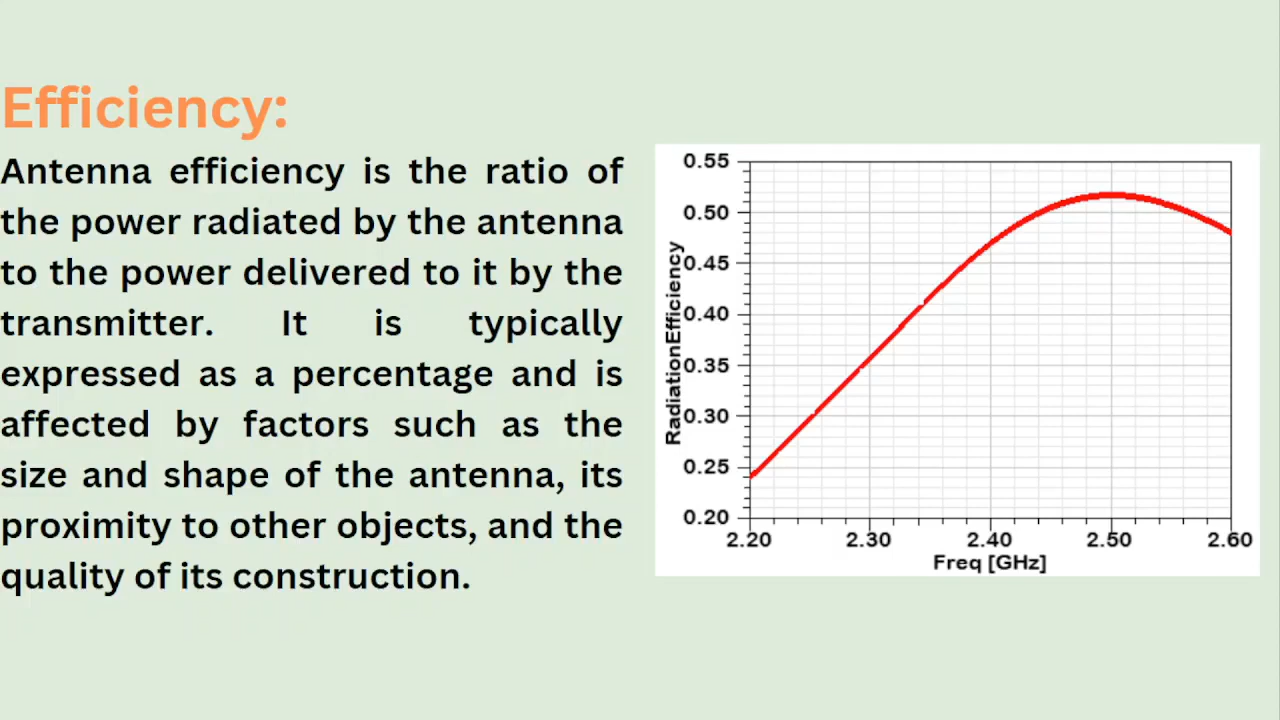 Efficiency:
Antenna efficiency is the ratio of
the power radiated by the antenna
to the power delivered to it by the
transmitter. It is typically
expressed as a percentage and is
affected by factors such as the
size and shape of the antenna, its
proximity to other objects, and the
quality of its construction.
RadiationEfficiency
0.55
0.50
0.45
0.40
0.35
0.30
0.25
0.20
2.20 2.30 2.40 2.50 2.60
Freq [GHz]